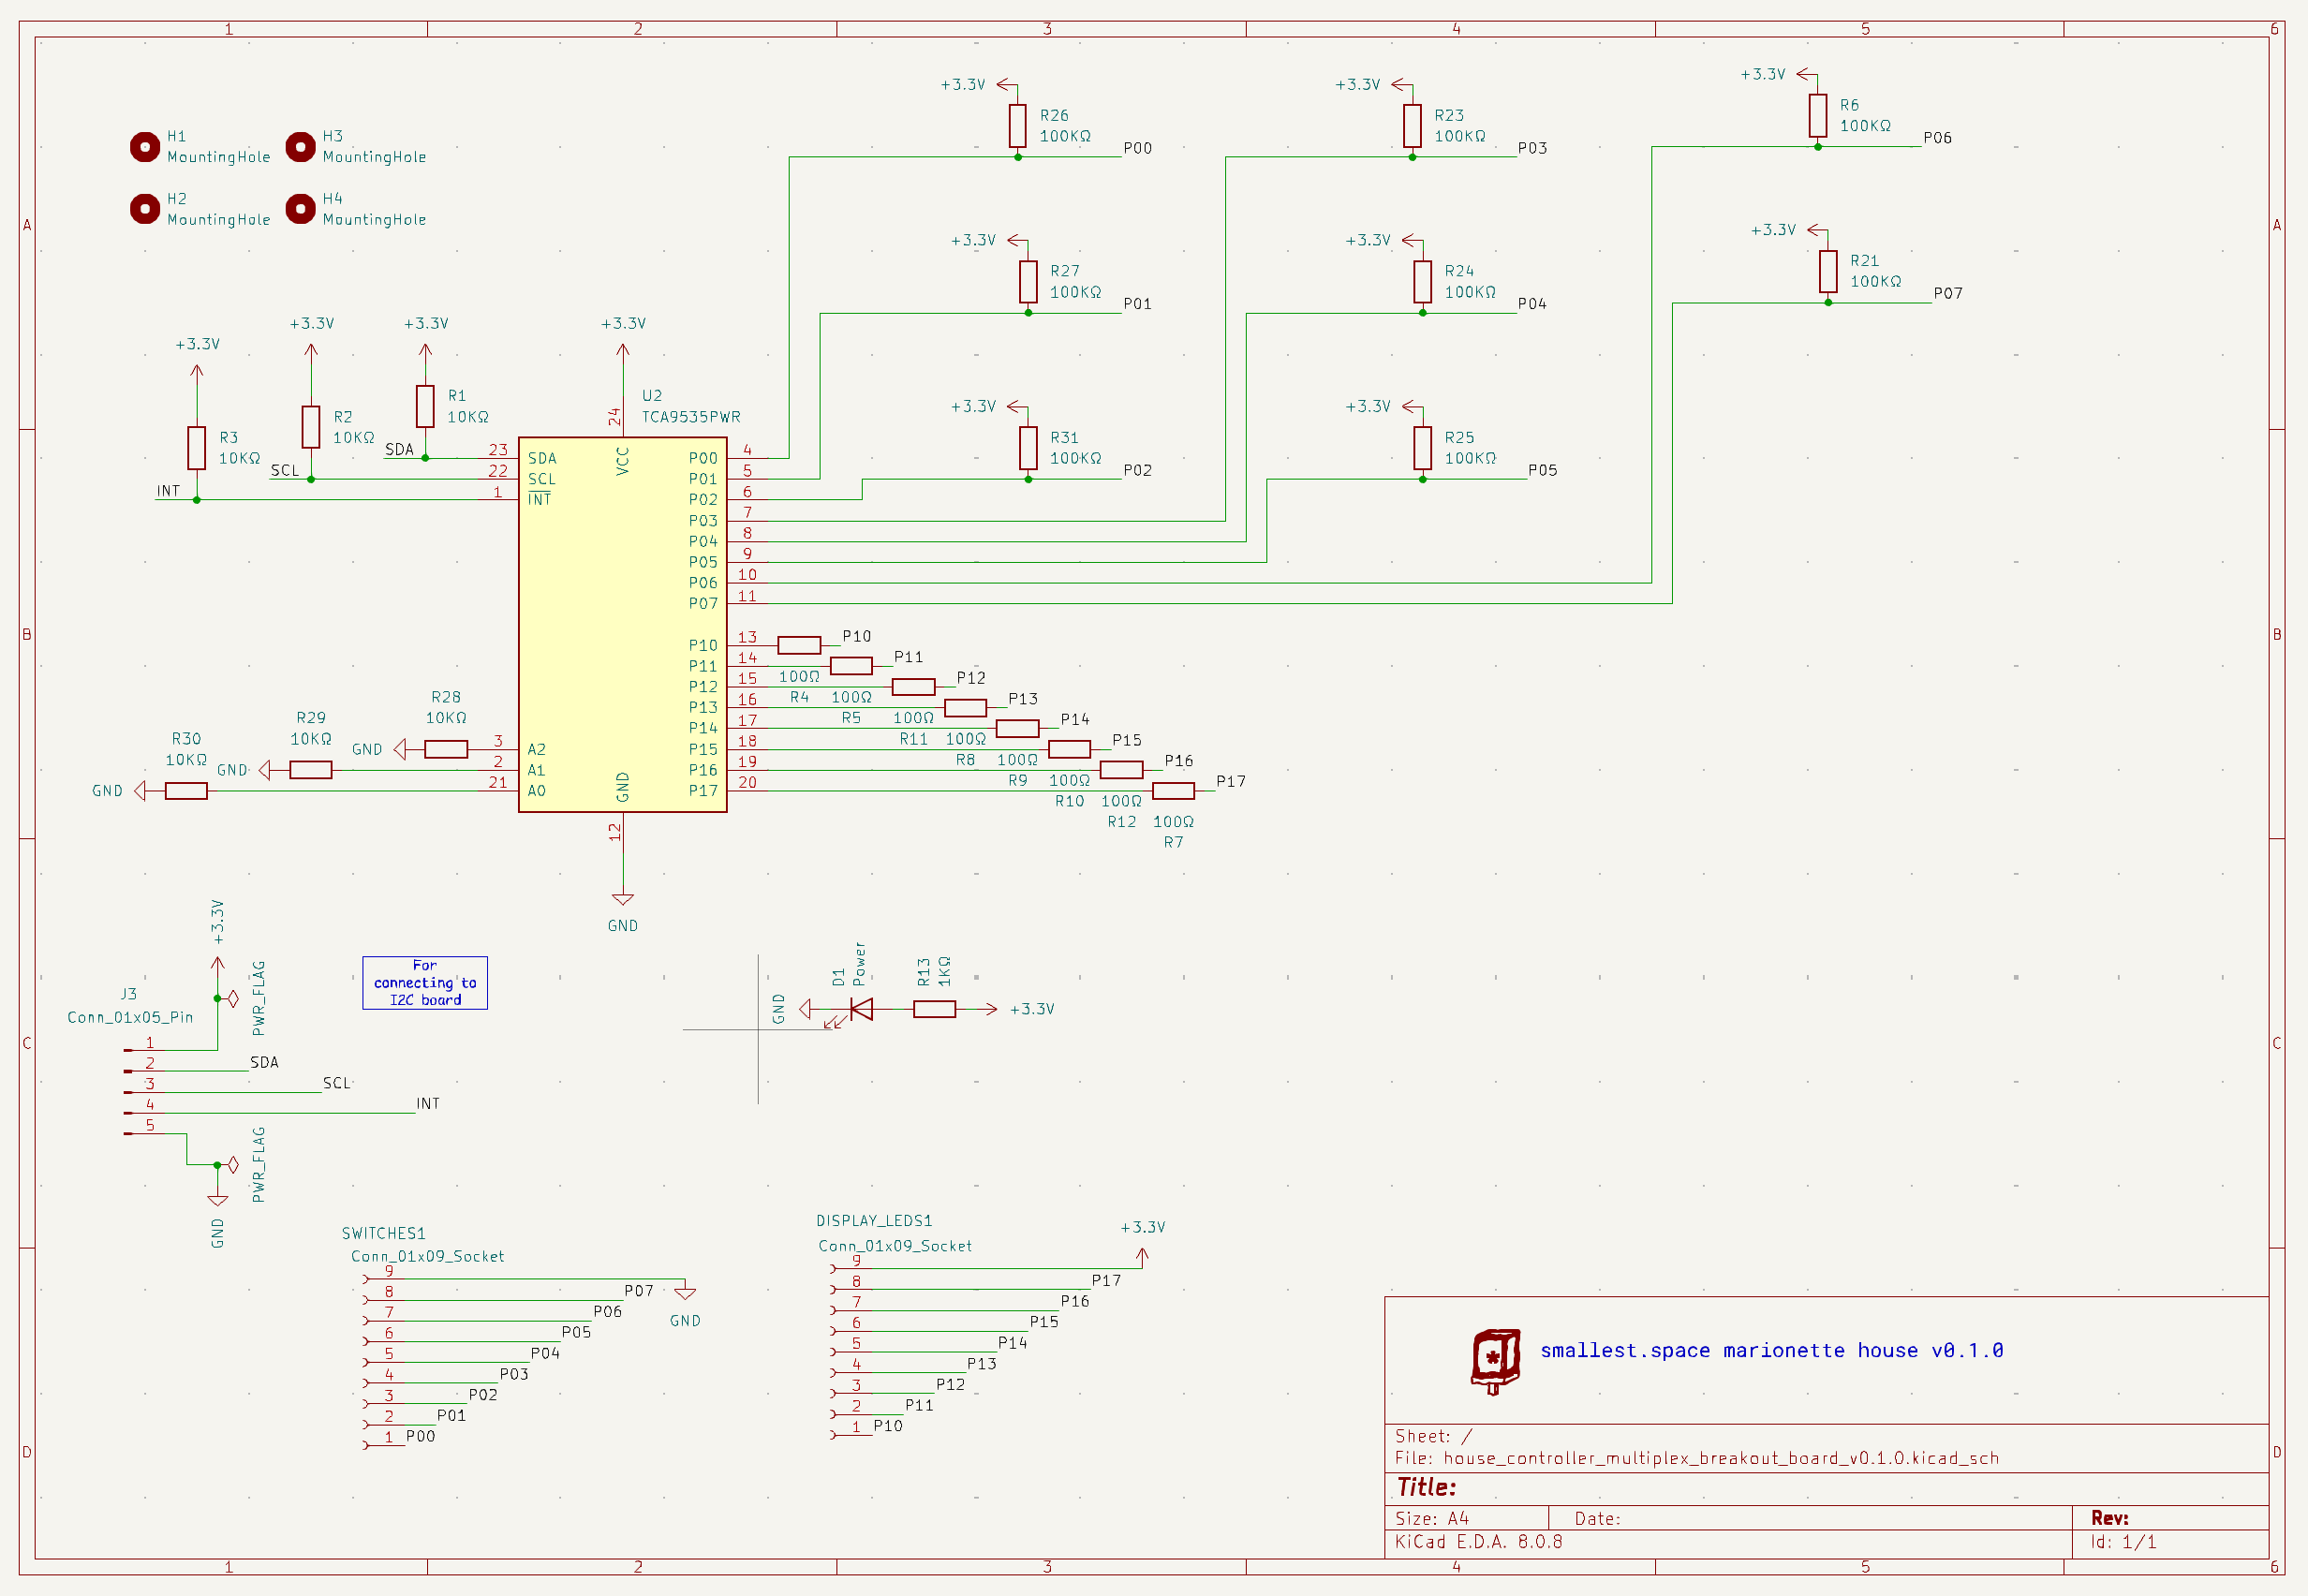 1 2 3 4 5 6
A
B
C
D
A
B
C
D
1 2 3 4 5 6
H1
MountingHole
H3
MountingHole
H2
MountingHole
H4
MountingHole
+3.3V
R26
100KΩ
P00
+3.3V
R23
100KΩ
P03
+3.3V
R6
100KΩ
P06
+3.3V
R27
100KΩ
P01
+3.3V
R24
100KΩ
P04
+3.3V
R21
100KΩ
P07
+3.3V
R31
100KΩ
P02
+3.3V
R25
100KΩ
P05
+3.3V
R3
10KΩ
INT
+3.3V
R2
10KΩ
SCL
+3.3V
R1
10KΩ
SDA
+3.3V
U2
TCA9535PWR
24
VCC
23 SDA
22 SCL
1 INT
P00 4
P01 5
P02 6
P03 7
P04 8
P05 9
P06 10
P07 11
P10 13
P11 14
P12 15
P13 16
P14 17
P15 18
P16 19
P17 20
3 A2
2 A1
21 A0
GND
12
GND
P10
100Ω
R4
P11
100Ω
R5
P12
100Ω
R11
P13
100Ω
R8
P14
100Ω
R9
P15
100Ω
R10
P16
100Ω
R12
P17
100Ω
R7
R28
10KΩ
GND
R29
10KΩ
GND
R30
10KΩ
GND
+3.3V
PWR_FLAG
J3
Conn_01x05_Pin
1
2 SDA
3 SCL
4 INT
5
PWR_FLAG
GND
For
connecting to
I2C board
GND
D1
Power
R13
1KΩ
+3.3V
SWITCHES1
Conn_01x09_Socket
9
GND
8 P07
7 P06
6 P05
5 P04
4 P03
3 P02
2 P01
1 P00
DISPLAY_LEDS1
Conn_01x09_Socket
+3.3V
9
8 P17
7 P16
6 P15
5 P14
4 P13
3 P12
2 P11
1 P10
smallest.space marionette house v0.1.0
Sheet: /
File: house_controller_multiplex_breakout_board_v0.1.0.kicad_sch
Title:
Size: A4 Date: Rev:
KiCad E.D.A. 8.0.8 Id: 1/1